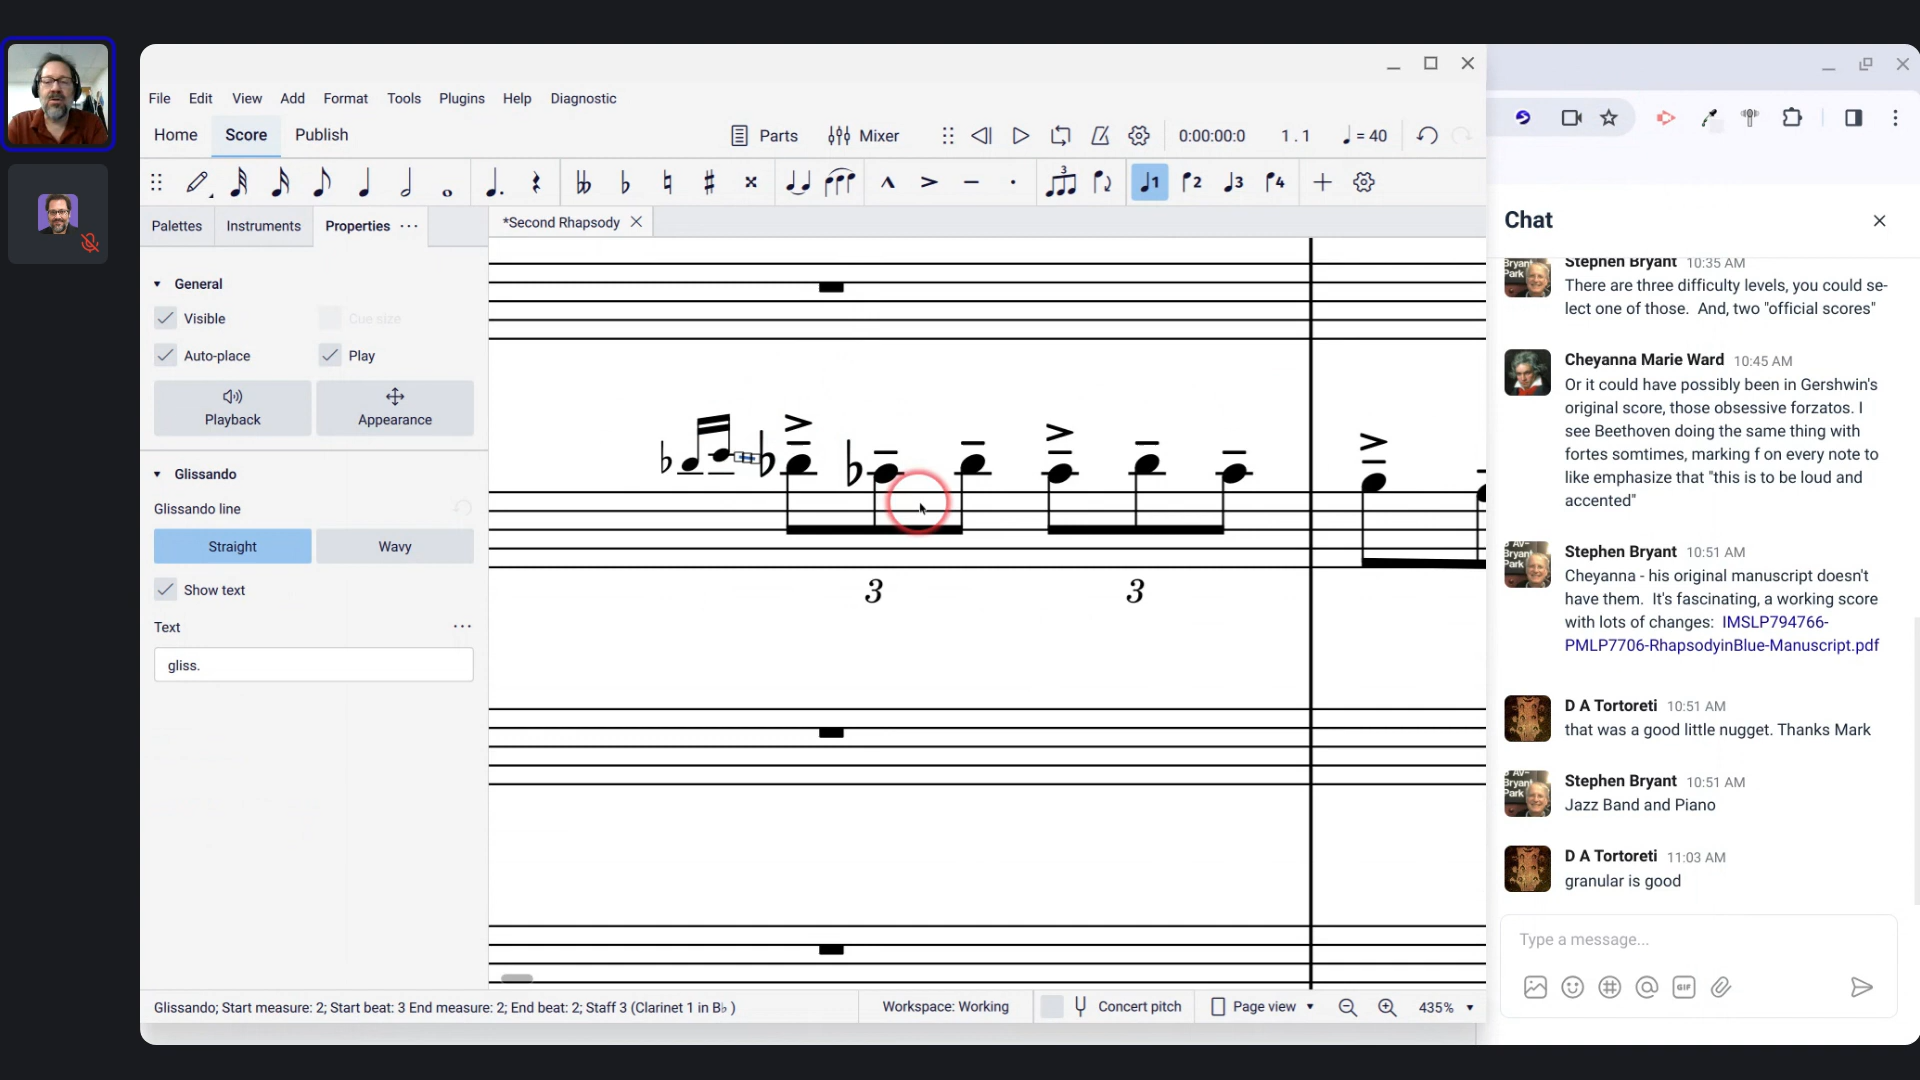 File Edit View Add Format Tools Plugins Help Diagnostic
Home Score Publish Parts Mixer 0:00:00:0 1 . 1 = 40
3 1 2 3 4
Palettes Instruments Properties *Second Rhapsody
General
Visible Cue size
Auto-place Play
Playback Appearance
Glissando
Glissando line
Straight Wavy
Show text
Text
gliss.
3 3
Glissando; Start measure: 2; Start beat: 3 End measure: 2; End beat: 2; Staff 3 (Clarinet 1 in B♭ ) Workspace: Working Concert pitch Page view 435%
Chat
Stephen Bryant 10:35 AM
There are three difficulty levels, you could se-
lect one of those. And, two "official scores"
Cheyanna Marie Ward 10:45 AM
Or it could have possibly been in Gershwin's
original score, those obsessive forzatos. I
see Beethoven doing the same thing with
fortes somtimes, marking f on every note to
like emphasize that "this is to be loud and
accented"
Stephen Bryant 10:51 AM
Cheyanna - his original manuscript doesn't
have them. It's fascinating, a working score
with lots of changes: IMSLP794766-
PMLP7706-RhapsodyinBlue-Manuscript.pdf
D A Tortoreti 10:51 AM
that was a good little nugget. Thanks Mark
Stephen Bryant 10:51 AM
Jazz Band and Piano
D A Tortoreti 11:03 AM
granular is good
Type a message...
GIF